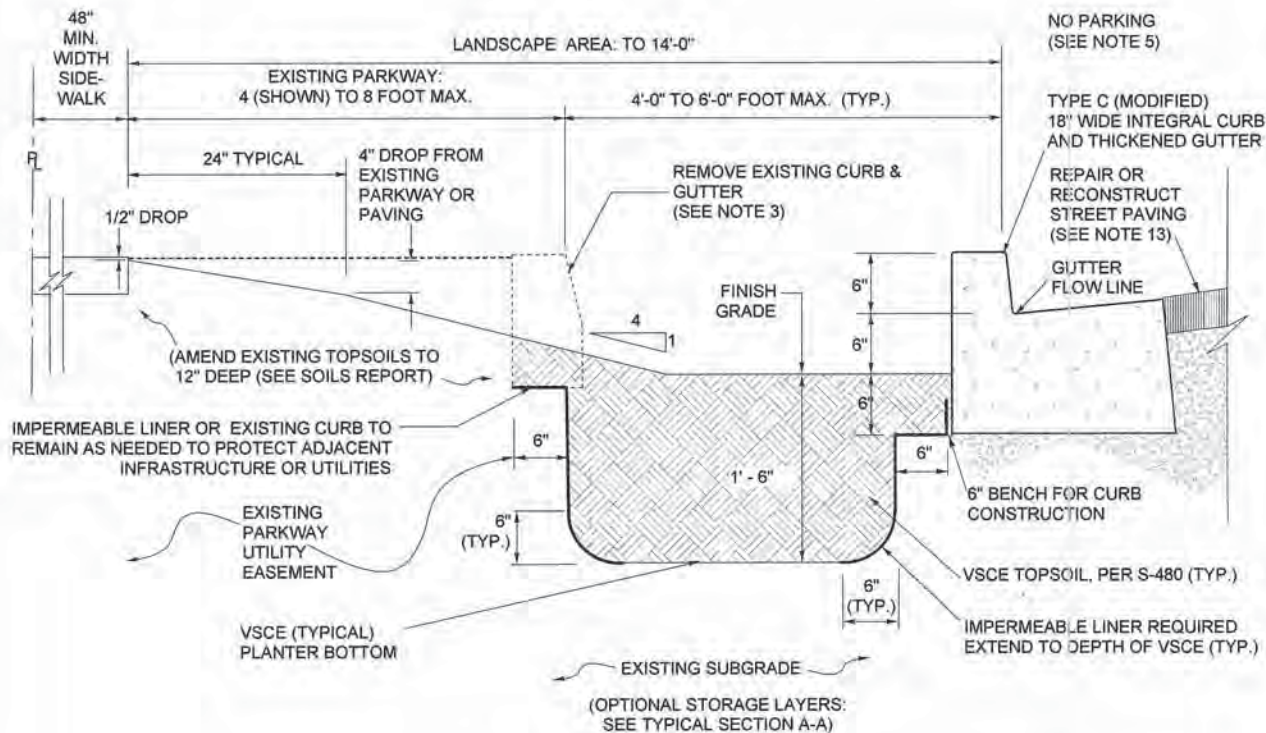 48"
MIN.
WIDTH
SIDE-
WALK
LANDSCAPE AREA: TO 14'-0"
NO PARKING
(SEE NOTE 5)
EXISTING PARKWAY:
4 (SHOWN) TO 8 FOOT MAX.
4'-0" TO 6'-0" FOOT MAX. (TYP.)
TYPE C (MODIFIED)
18" WIDE INTEGRAL CURB
AND THICKENED GUTTER
PL
24" TYPICAL
4" DROP FROM
EXISTING
PARKWAY OR
PAVING
REMOVE EXISTING CURB &
GUTTER
(SEE NOTE 3)
REPAIR OR
RECONSTRUCT
STREET PAVING
(SEE NOTE 13)
1/2" DROP
GUTTER
FLOW LINE
6"
FINISH
GRADE
6"
4
1
(AMEND EXISTING TOPSOILS TO
12" DEEP (SEE SOILS REPORT)
6"
IMPERMEABLE LINER OR EXISTING CURB TO
REMAIN AS NEEDED TO PROTECT ADJACENT
INFRASTRUCTURE OR UTILITIES
6"
1' - 6"
6"
6" BENCH FOR CURB
CONSTRUCTION
EXISTING
PARKWAY
UTILITY
EASEMENT
6"
(TYP.)
VSCE TOPSOIL, PER S-480 (TYP.)
6"
(TYP.)
VSCE (TYPICAL)
PLANTER BOTTOM
IMPERMEABLE LINER REQUIRED
EXTEND TO DEPTH OF VSCE (TYP.)
EXISTING SUBGRADE
(OPTIONAL STORAGE LAYERS:
SEE TYPICAL SECTION A-A)